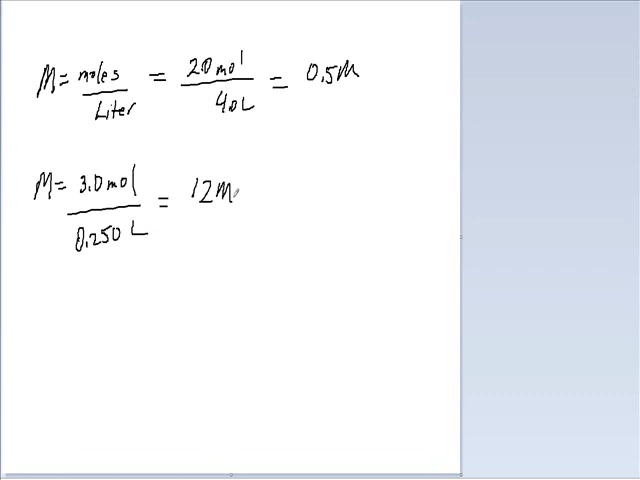 M = moles / Liter = 2.0 mol / 4.0 L = 0.5 M
M = 3.0 mol / 0.250 L = 12 M